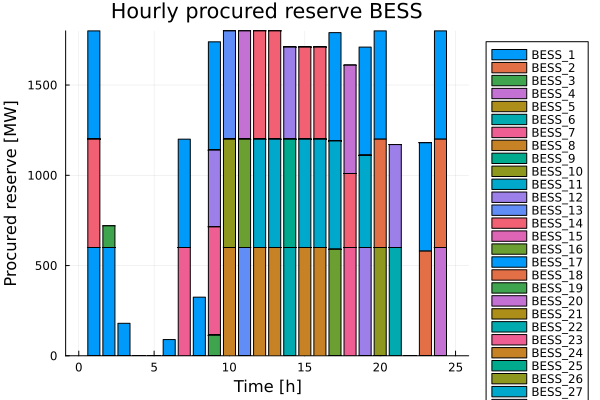 Hourly procured reserve BESS
Procured reserve [MW]
1500
1000
500
0
0 5 10 15 20 25
Time [h]
BESS_1
BESS_2
BESS_3
BESS_4
BESS_5
BESS_6
BESS_7
BESS_8
BESS_9
BESS_10
BESS_11
BESS_12
BESS_13
BESS_14
BESS_15
BESS_16
BESS_17
BESS_18
BESS_19
BESS_20
BESS_21
BESS_22
BESS_23
BESS_24
BESS_25
BESS_26
BESS_27